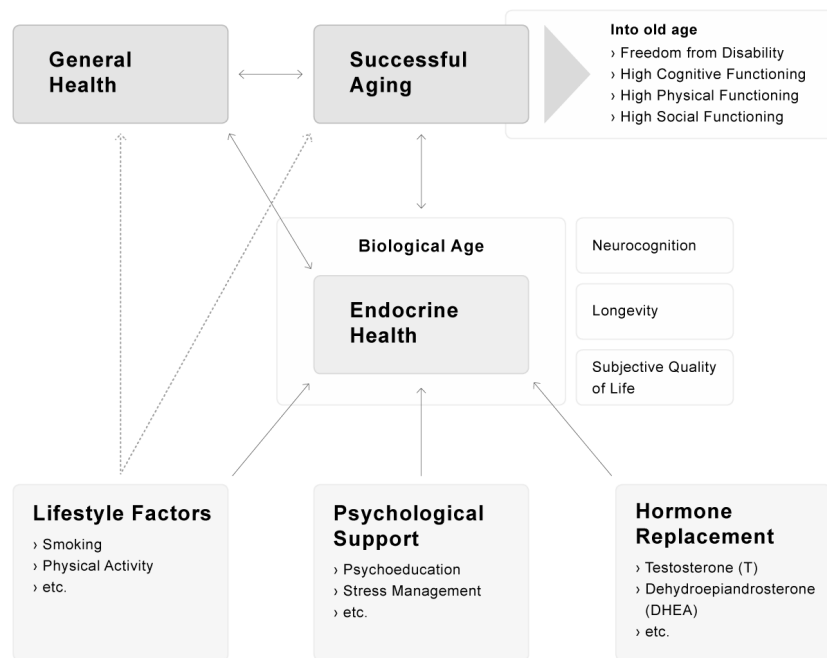 General
Health
Successful
Aging
Into old age
› Freedom from Disability
› High Cognitive Functioning
› High Physical Functioning
› High Social Functioning
Biological Age
Endocrine
Health
Neurocognition
Longevity
Subjective Quality
of Life
Lifestyle Factors
› Smoking
› Physical Activity
› etc.
Psychological
Support
› Psychoeducation
› Stress Management
› etc.
Hormone
Replacement
› Testosterone (T)
› Dehydroepiandrosterone
(DHEA)
› etc.